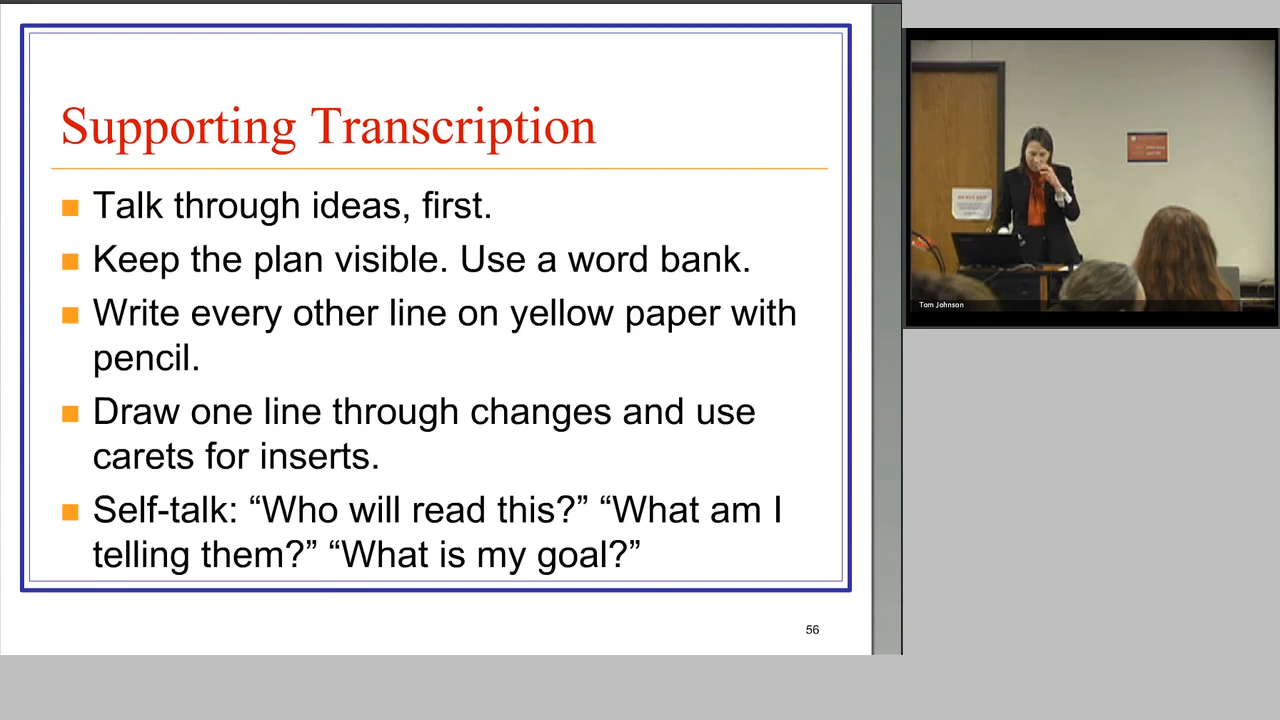 Supporting Transcription
Talk through ideas, first.
Keep the plan visible. Use a word bank.
Write every other line on yellow paper with
pencil.
Draw one line through changes and use
carets for inserts.
Self-talk: “Who will read this?” “What am I
telling them?” “What is my goal?”
56
Tom Johnson